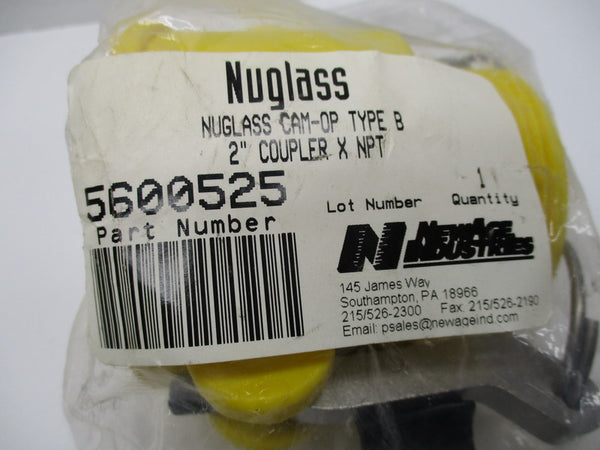 Nuglass
NUGLASS CAM-OP TYPE B
2" COUPLER X NPT
5600525
Part Number
Lot Number
1
Quantity
N NEWAGE
INDUSTRIES
145 James Way
Southampton, PA 18966
215/526-2300 Fax 215/526-2190
Email: psales@newageind.com